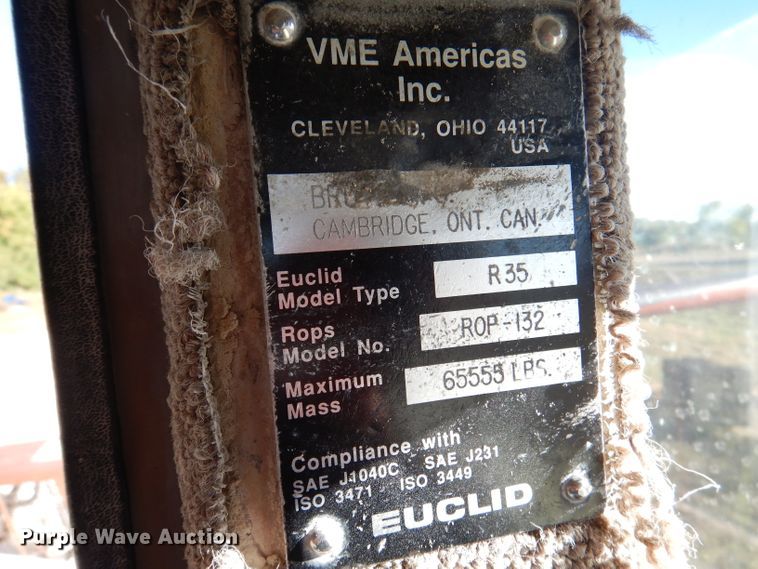 VME Americas
Inc.
CLEVELAND, OHIO 44117
USA
CAMBRIDGE, ONT. CAN.
Euclid
Model Type
R35
Rops
Model No.
ROP-132
Maximum
Mass
65555 LBS.
Compliance with
SAE J1040C SAE J231
ISO 3471 ISO 3449
EUCLID
Purple Wave Auction